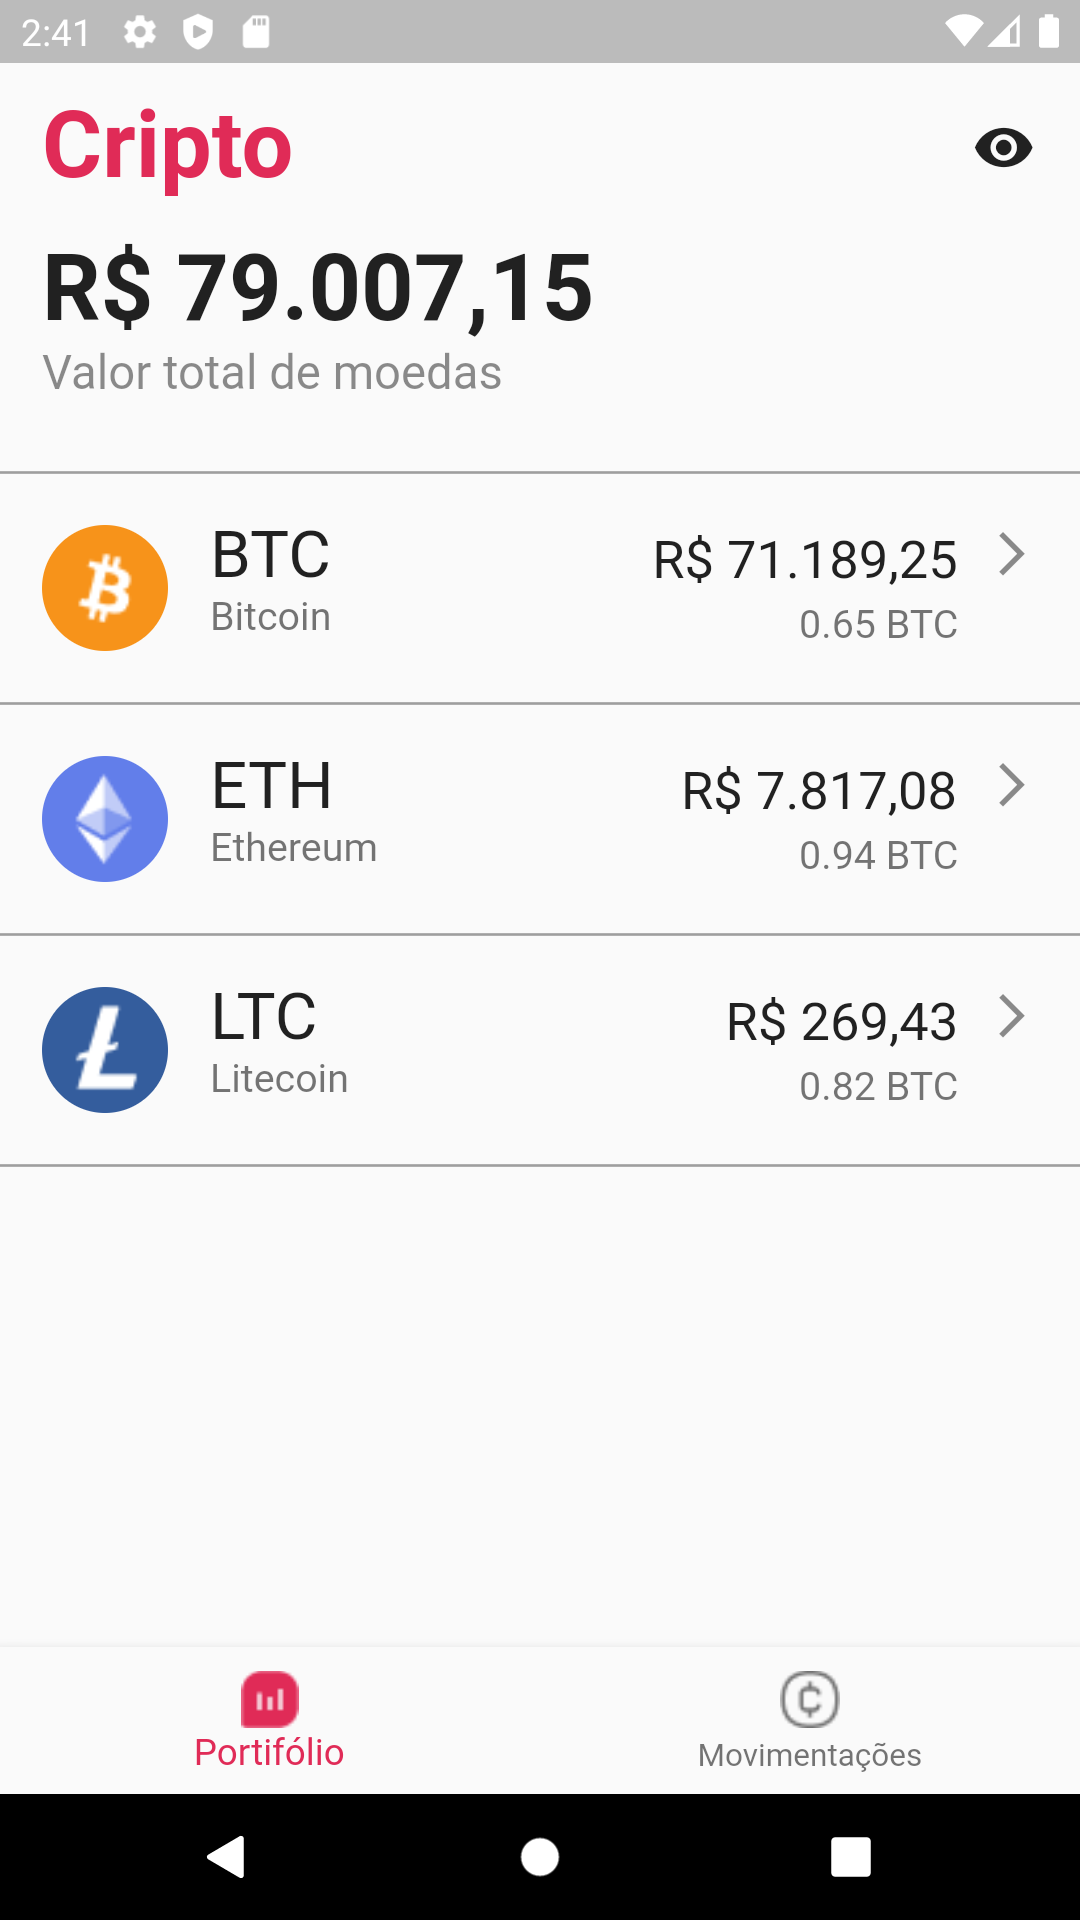 2:41
Cripto
R$ 79.007,15
Valor total de moedas
BTC
Bitcoin
R$ 71.189,25
0.65 BTC
ETH
Ethereum
R$ 7.817,08
0.94 BTC
LTC
Litecoin
R$ 269,43
0.82 BTC
Portifólio
Movimentações